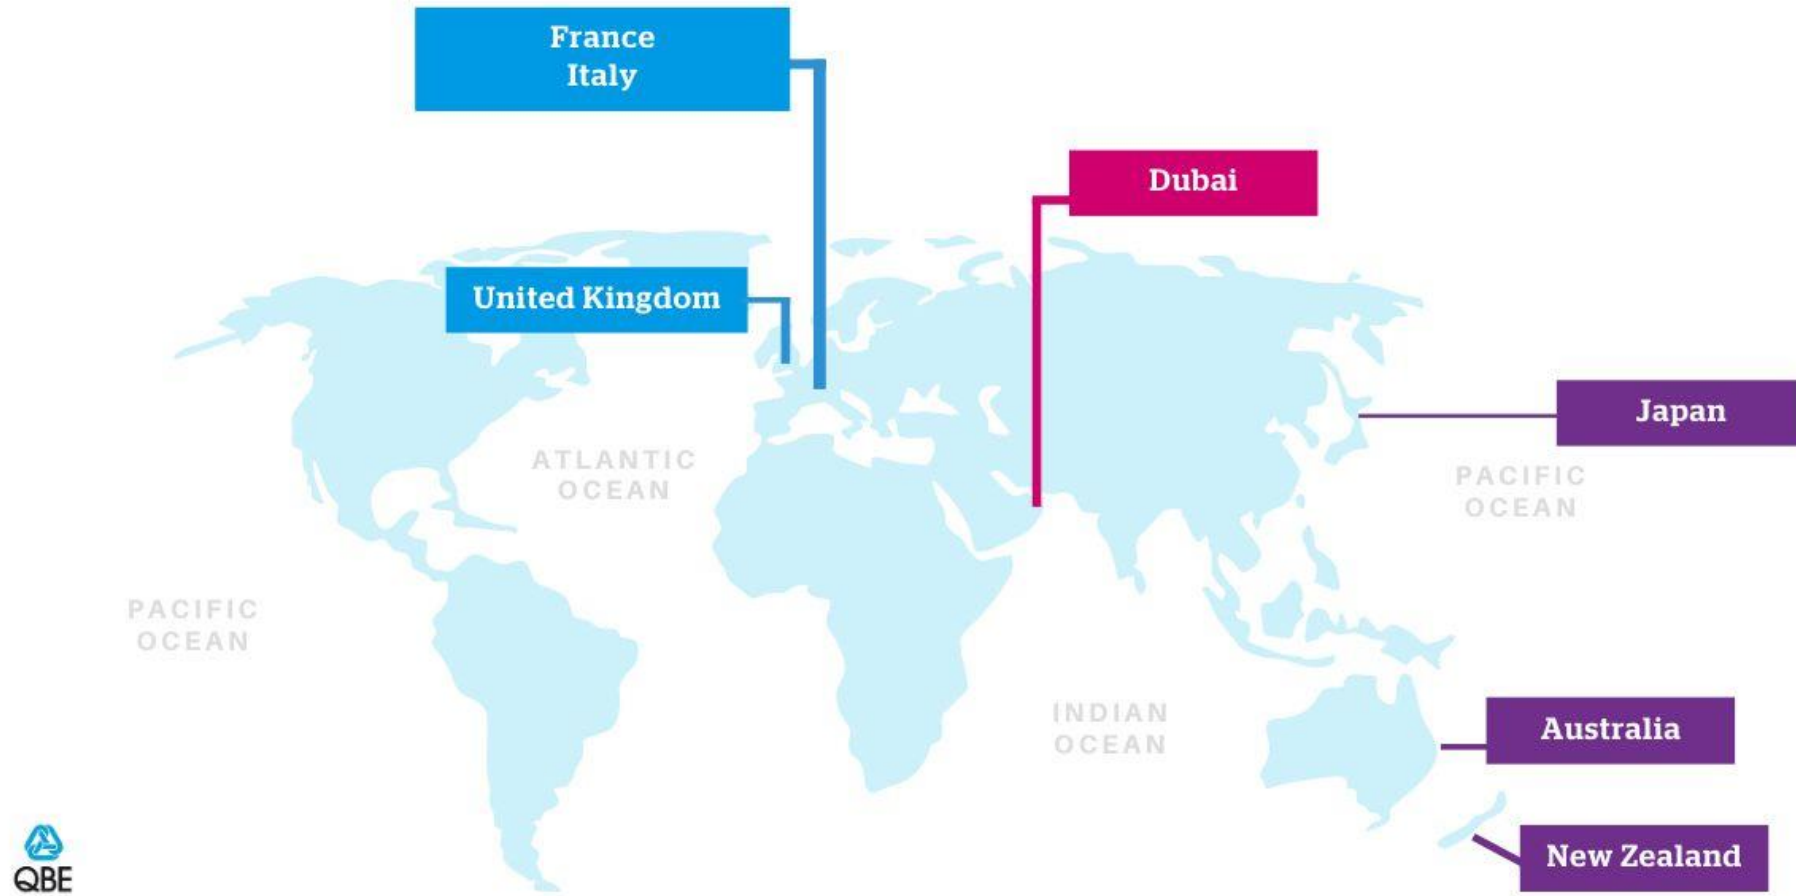 France
Italy
Dubai
United Kingdom
Japan
ATLANTIC
OCEAN
PACIFIC
OCEAN
PACIFIC
OCEAN
INDIAN
OCEAN
Australia
New Zealand
QBE